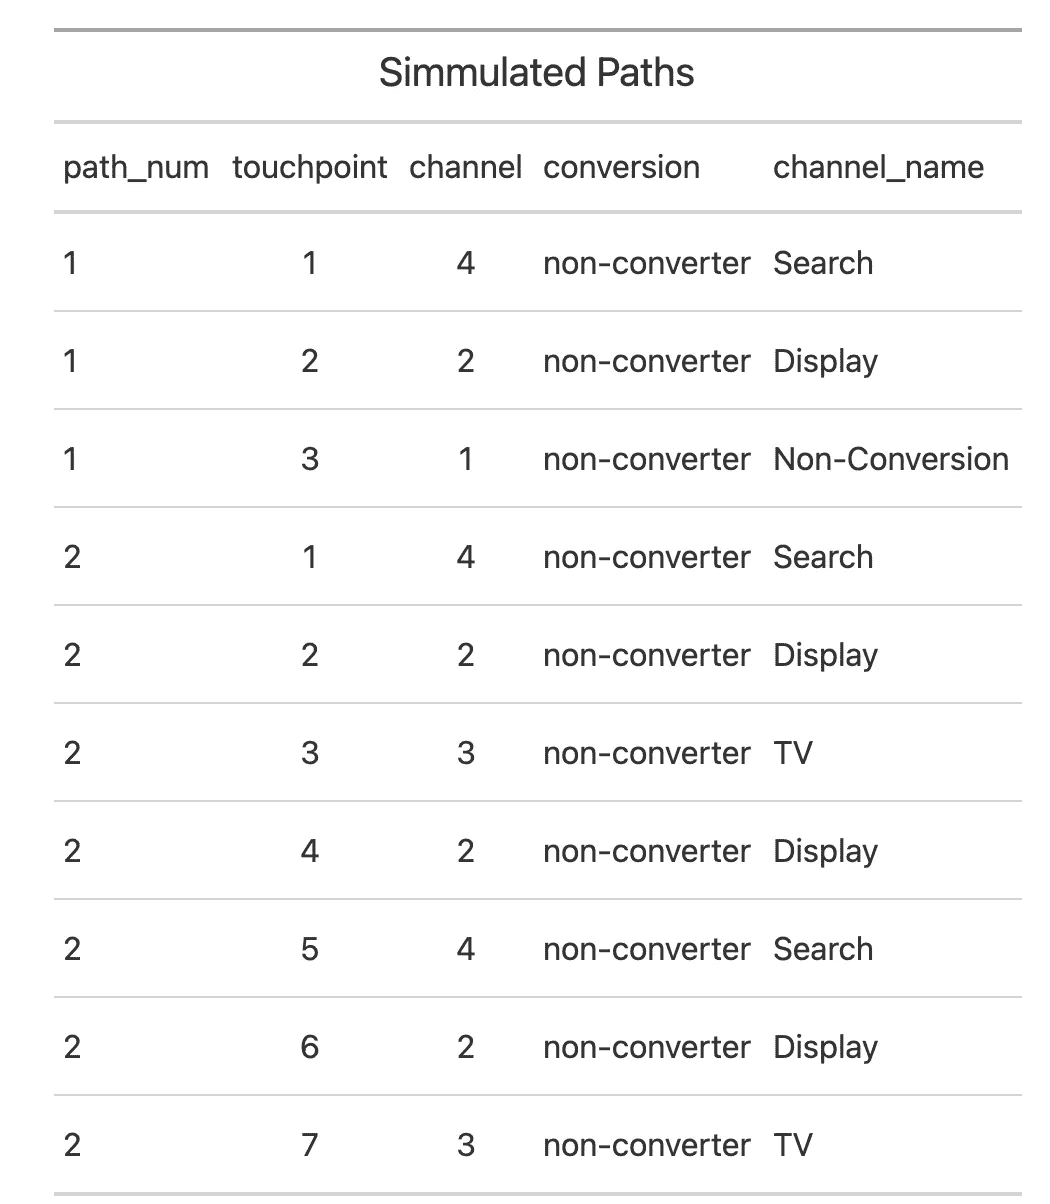 Simmulated Paths
path_num touchpoint channel conversion channel_name
1 1 4 non-converter Search
1 2 2 non-converter Display
1 3 1 non-converter Non-Conversion
2 1 4 non-converter Search
2 2 2 non-converter Display
2 3 3 non-converter TV
2 4 2 non-converter Display
2 5 4 non-converter Search
2 6 2 non-converter Display
2 7 3 non-converter TV